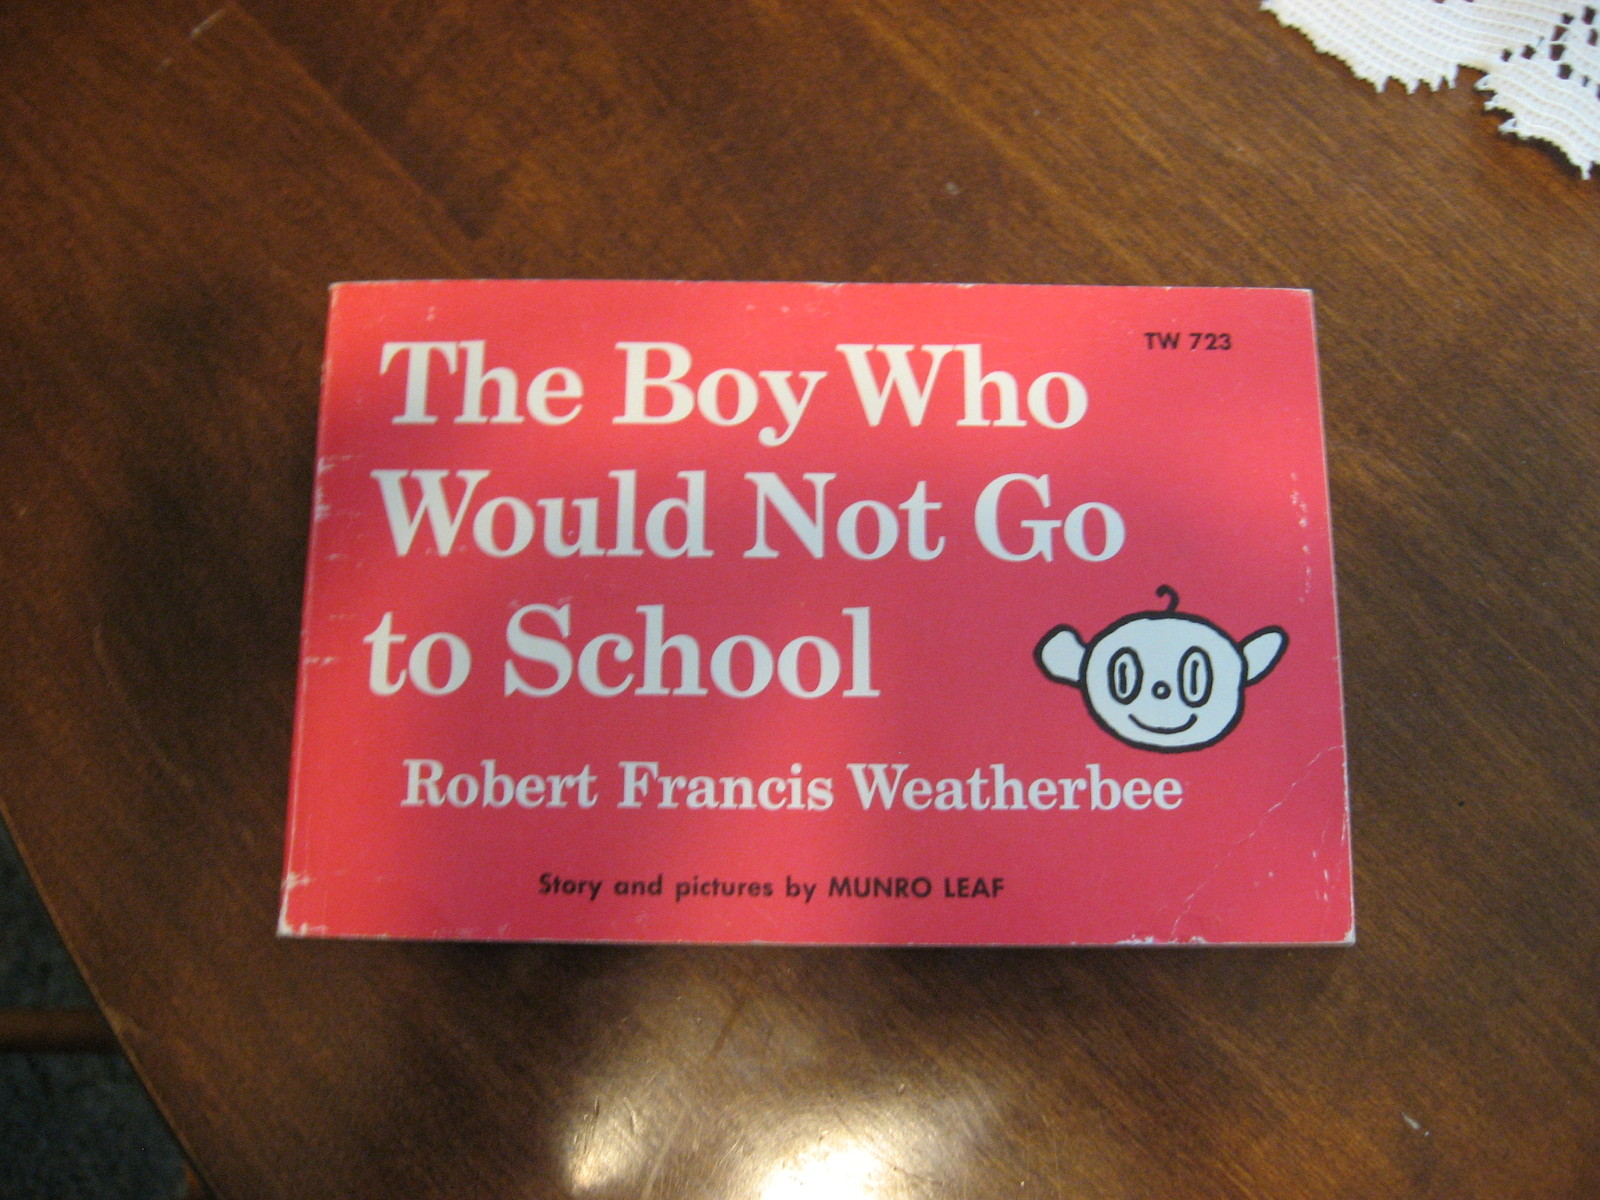 TW 723
The Boy Who
Would Not Go
to School
Robert Francis Weatherbee
Story and pictures by MUNRO LEAF